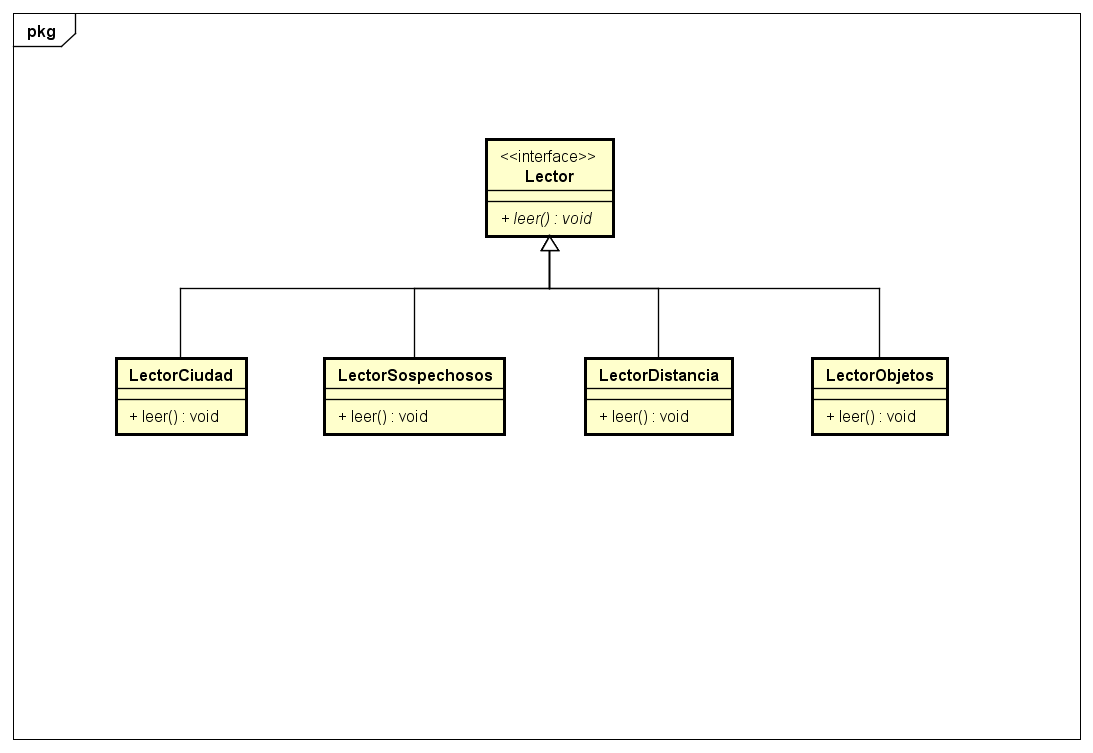 pkg
<<interface>>
Lector
+ leer() : void
LectorCiudad
+ leer() : void
LectorSospechosos
+ leer() : void
LectorDistancia
+ leer() : void
LectorObjetos
+ leer() : void